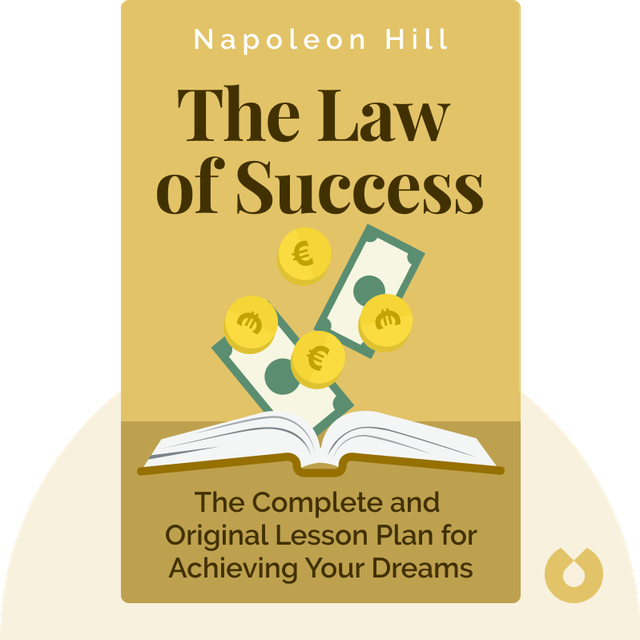 Napoleon Hill
The Law
of Success
€
€
€
€
The Complete and
Original Lesson Plan for
Achieving Your Dreams